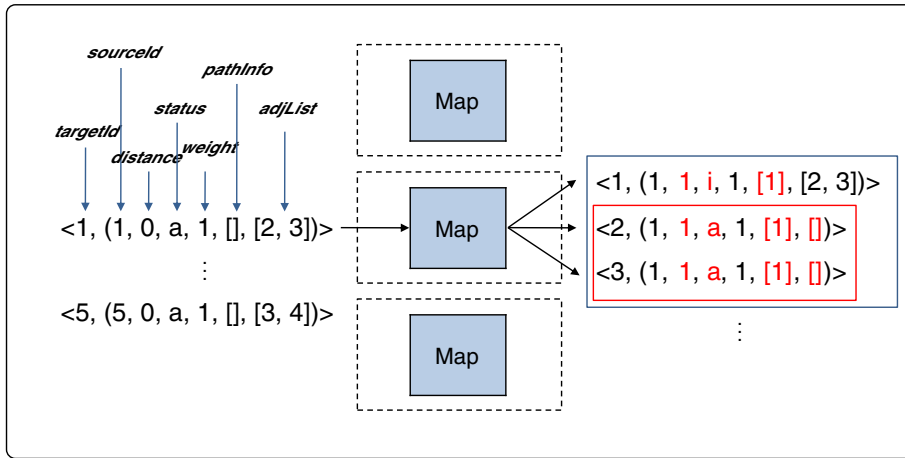 sourceId
pathInfo
status
adjList
targetId
weight
distance
Map
<1, (1, 0, a, 1, [], [2, 3])>
⋮
<5, (5, 0, a, 1, [], [3, 4])>
Map
Map
<1, (1, 1, i, 1, [1], [2, 3])>
<2, (1, 1, a, 1, [1], [])>
<3, (1, 1, a, 1, [1], [])>
⋮